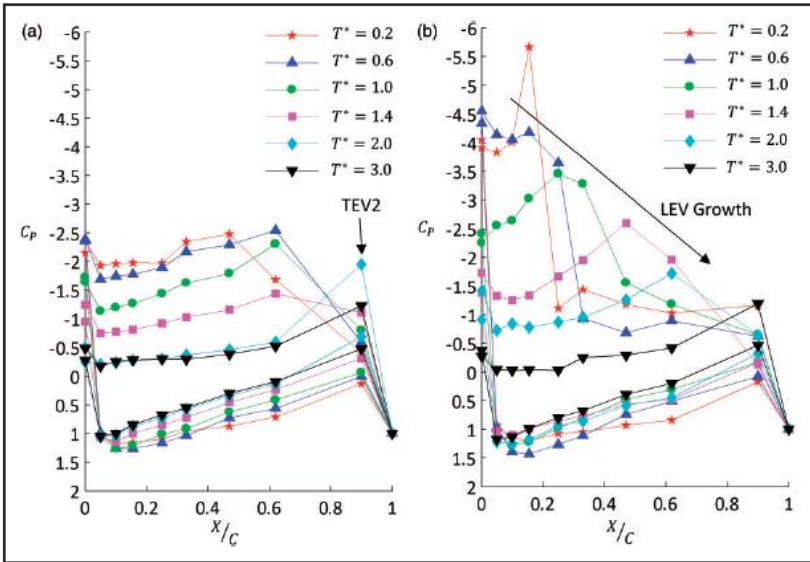 (a)
T* = 0.2
T* = 0.6
T* = 1.0
T* = 1.4
T* = 2.0
T* = 3.0
TEV2
C_P
-6
-5.5
-5
-4.5
-4
-3.5
-3
-2.5
-2
-1.5
-1
-0.5
0
0.5
1
1.5
2
0 0.2 0.4 0.6 0.8 1
X/C
(b)
T* = 0.2
T* = 0.6
T* = 1.0
T* = 1.4
T* = 2.0
T* = 3.0
LEV Growth
C_P
-6
-5.5
-5
-4.5
-4
-3.5
-3
-2.5
-2
-1.5
-1
-0.5
0
0.5
1
1.5
2
0 0.2 0.4 0.6 0.8 1
X/C